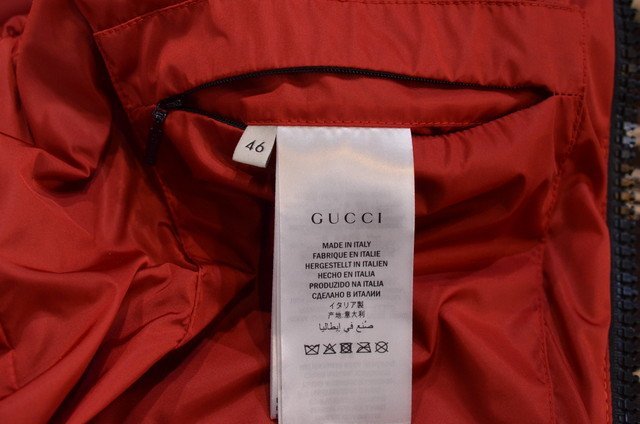 46
GUCCI
MADE IN ITALY
FABRIQUE EN ITALIE
HERGESTELLT IN ITALIEN
HECHO EN ITALIA
PRODUZIDO NA ITÁLIA
СДЕЛАНО В ИТАЛИИ
イタリア製
产地:意大利
صنع في إيطاليا